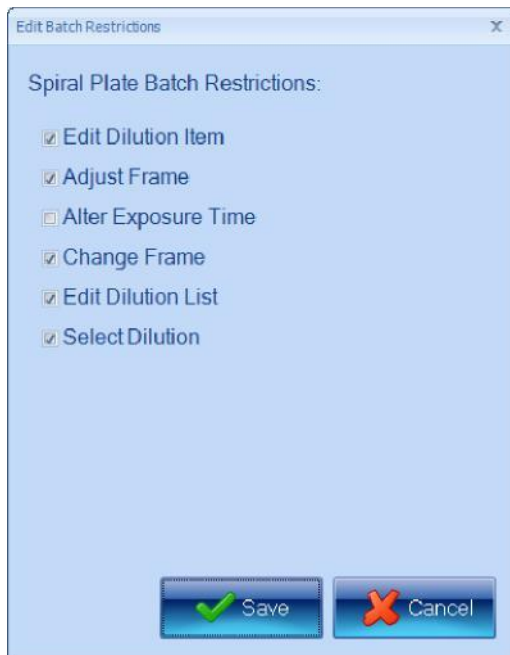 Edit Batch Restrictions x
Spiral Plate Batch Restrictions:
Edit Dilution Item
Adjust Frame
Alter Exposure Time
Change Frame
Edit Dilution List
Select Dilution
Save Cancel